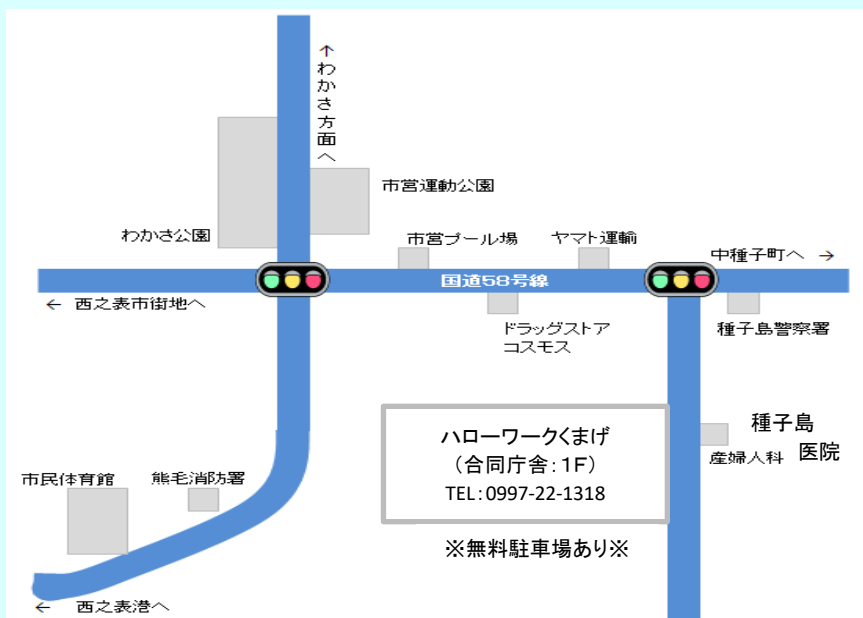 ↑わかさ方面へ
市営運動公園
わかさ公園
市営プール場
ヤマト運輸
中種子町へ →
国道58号線
← 西之表市街地へ
ドラッグストア
コスモス
種子島警察署
ハローワークくまげ
（合同庁舎：１Ｆ）
TEL：0997-22-1318
種子島
医院
産婦人科
市民体育館
熊毛消防署
※無料駐車場あり※
← 西之表港へ